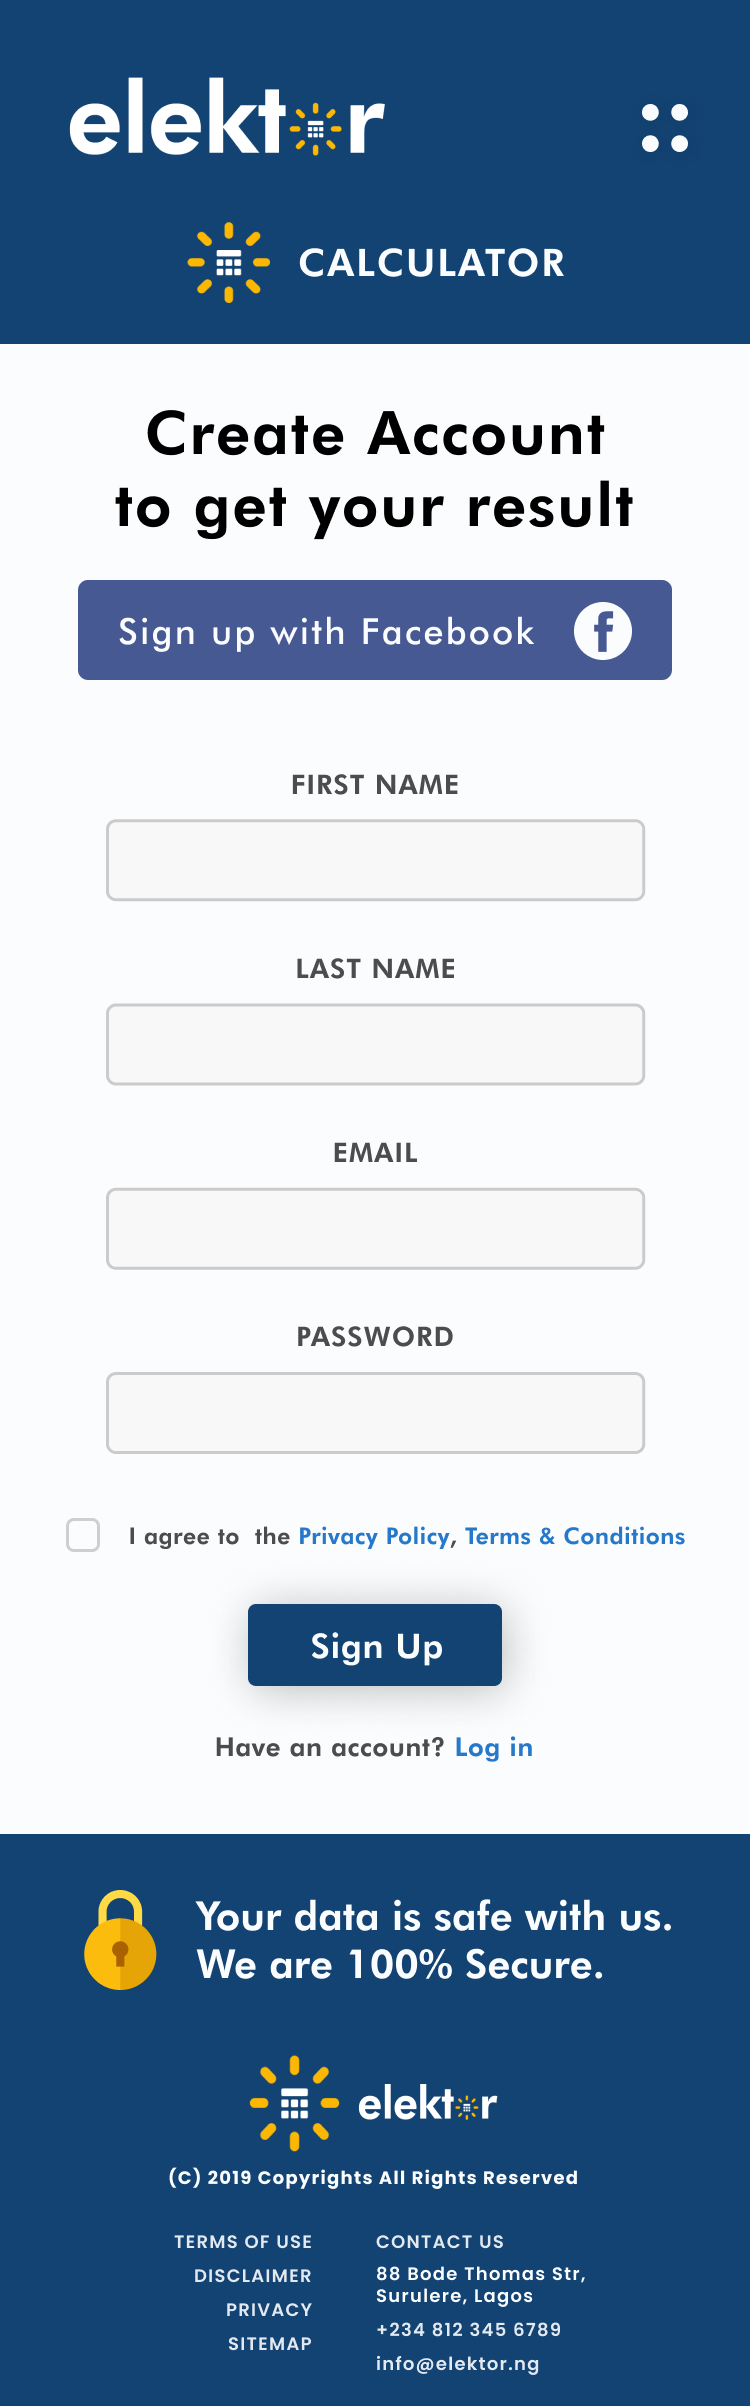 elektor
CALCULATOR
Create Account
to get your result
Sign up with Facebook f
FIRST NAME
LAST NAME
EMAIL
PASSWORD
I agree to  the Privacy Policy, Terms & Conditions
Sign Up
Have an account? Log in
Your data is safe with us.
We are 100% Secure.
elektor
(C) 2019 Copyrights All Rights Reserved
TERMS OF USE
DISCLAIMER
PRIVACY
SITEMAP
CONTACT US
88 Bode Thomas Str,
Surulere, Lagos
+234 812 345 6789
info@elektor.ng